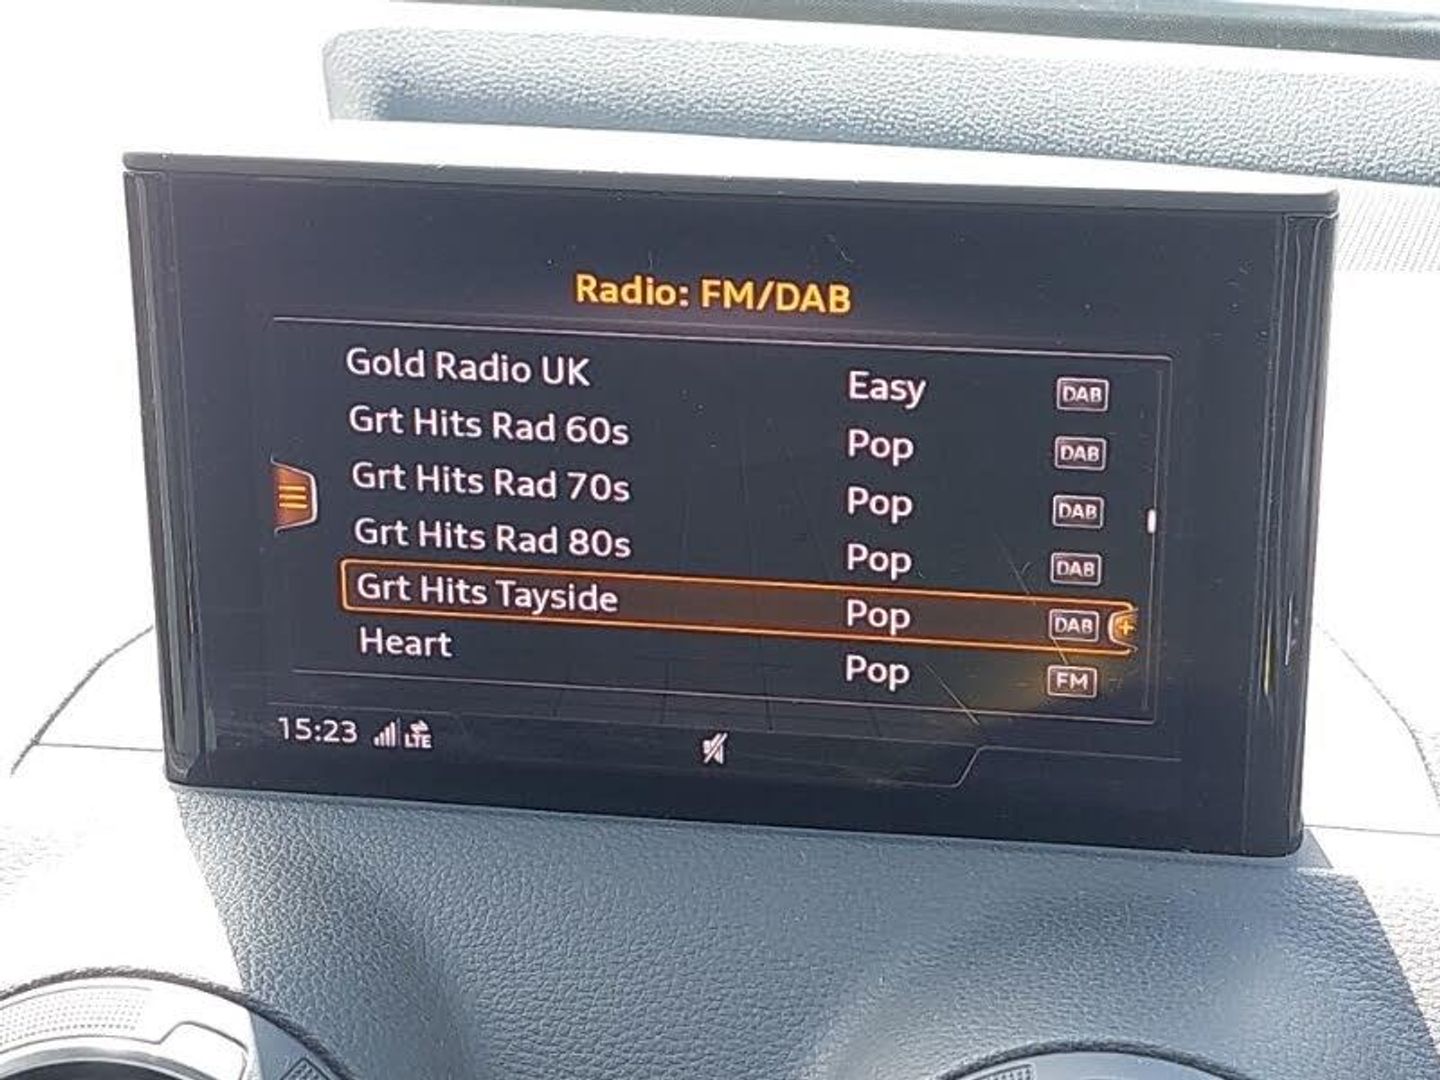 Radio: FM/DAB
Gold Radio UK Easy DAB
Grt Hits Rad 60s Pop DAB
Grt Hits Rad 70s Pop DAB
Grt Hits Rad 80s Pop DAB
Grt Hits Tayside Pop DAB
Heart Pop FM
15:23 LTE